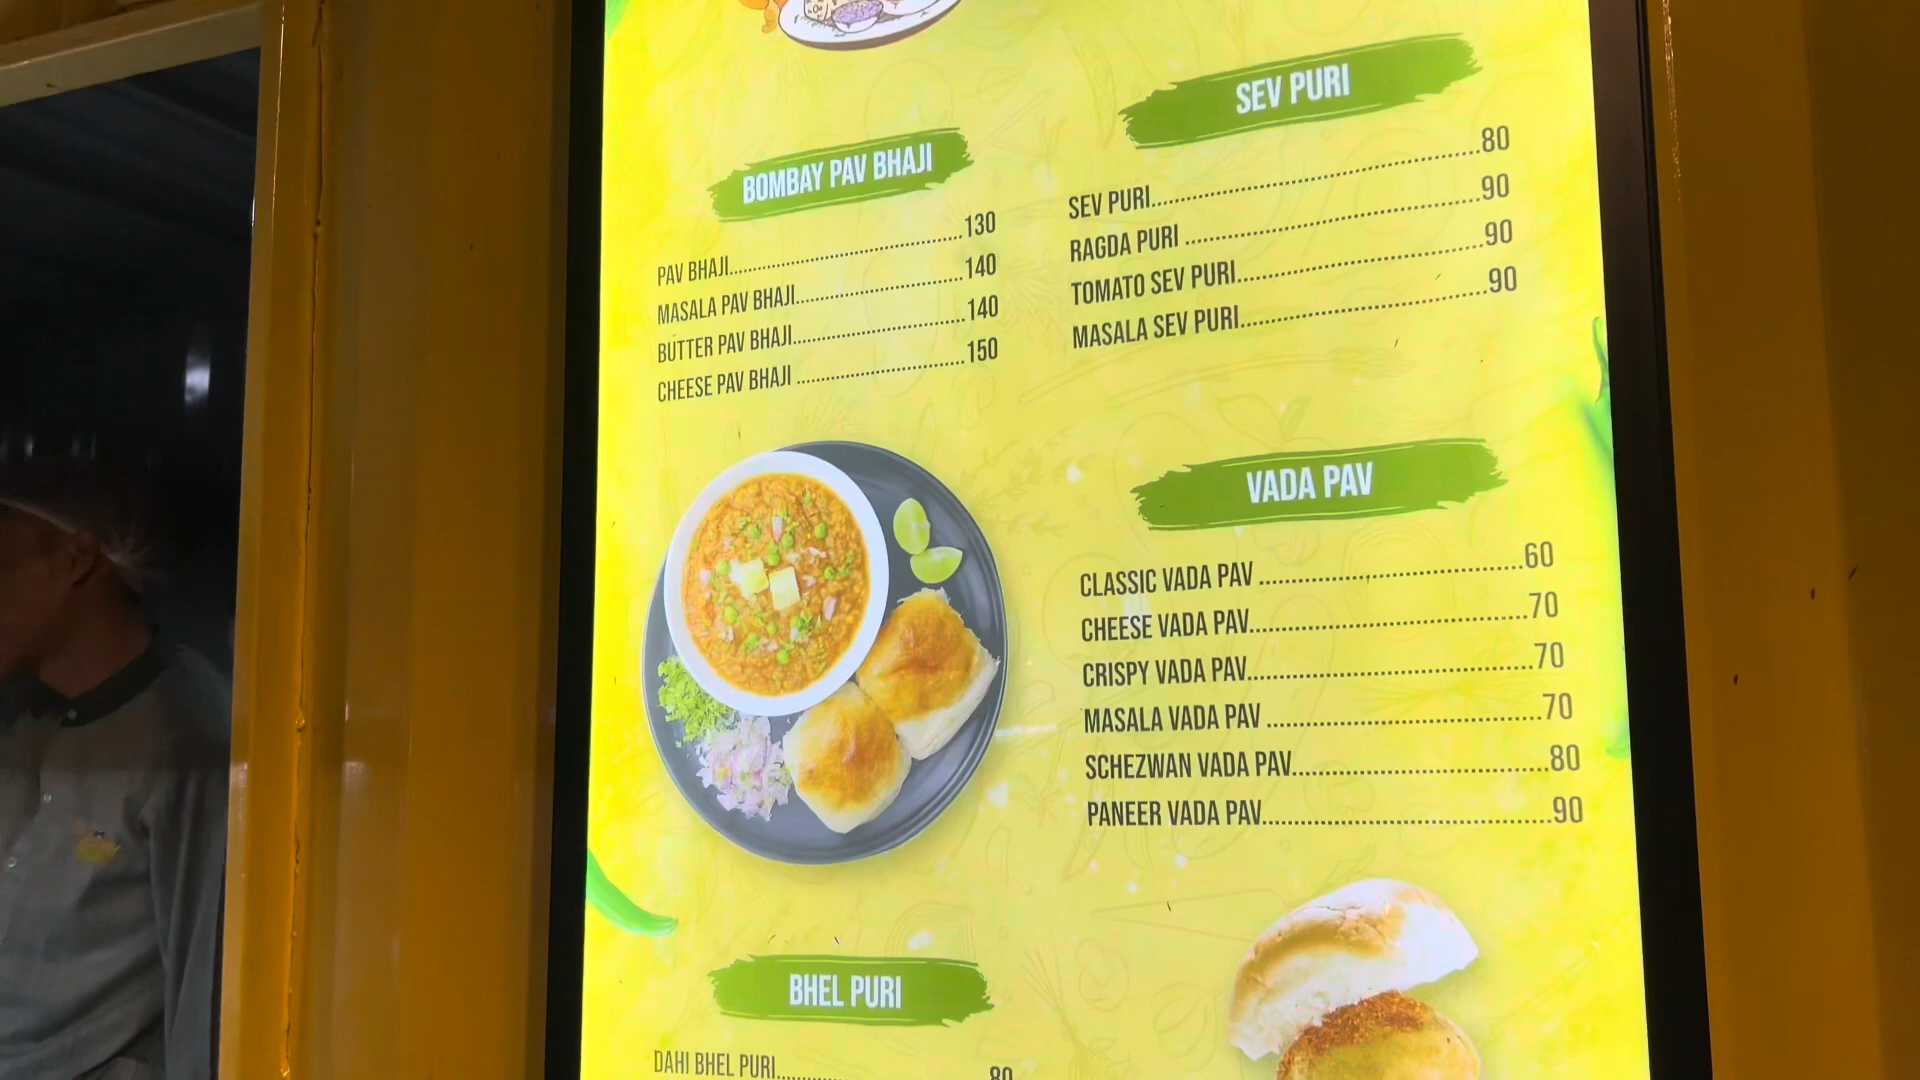 BOMBAY PAV BHAJI
PAV BHAJI..........130
MASALA PAV BHAJI..........140
BUTTER PAV BHAJI..........140
CHEESE PAV BHAJI..........150
SEV PURI
SEV PURI..........80
RAGDA PURI..........90
TOMATO SEV PURI..........90
MASALA SEV PURI..........90
VADA PAV
CLASSIC VADA PAV..........60
CHEESE VADA PAV..........70
CRISPY VADA PAV..........70
MASALA VADA PAV..........70
SCHEZWAN VADA PAV..........80
PANEER VADA PAV..........90
BHEL PURI
DAHI BHEL PURI..........80